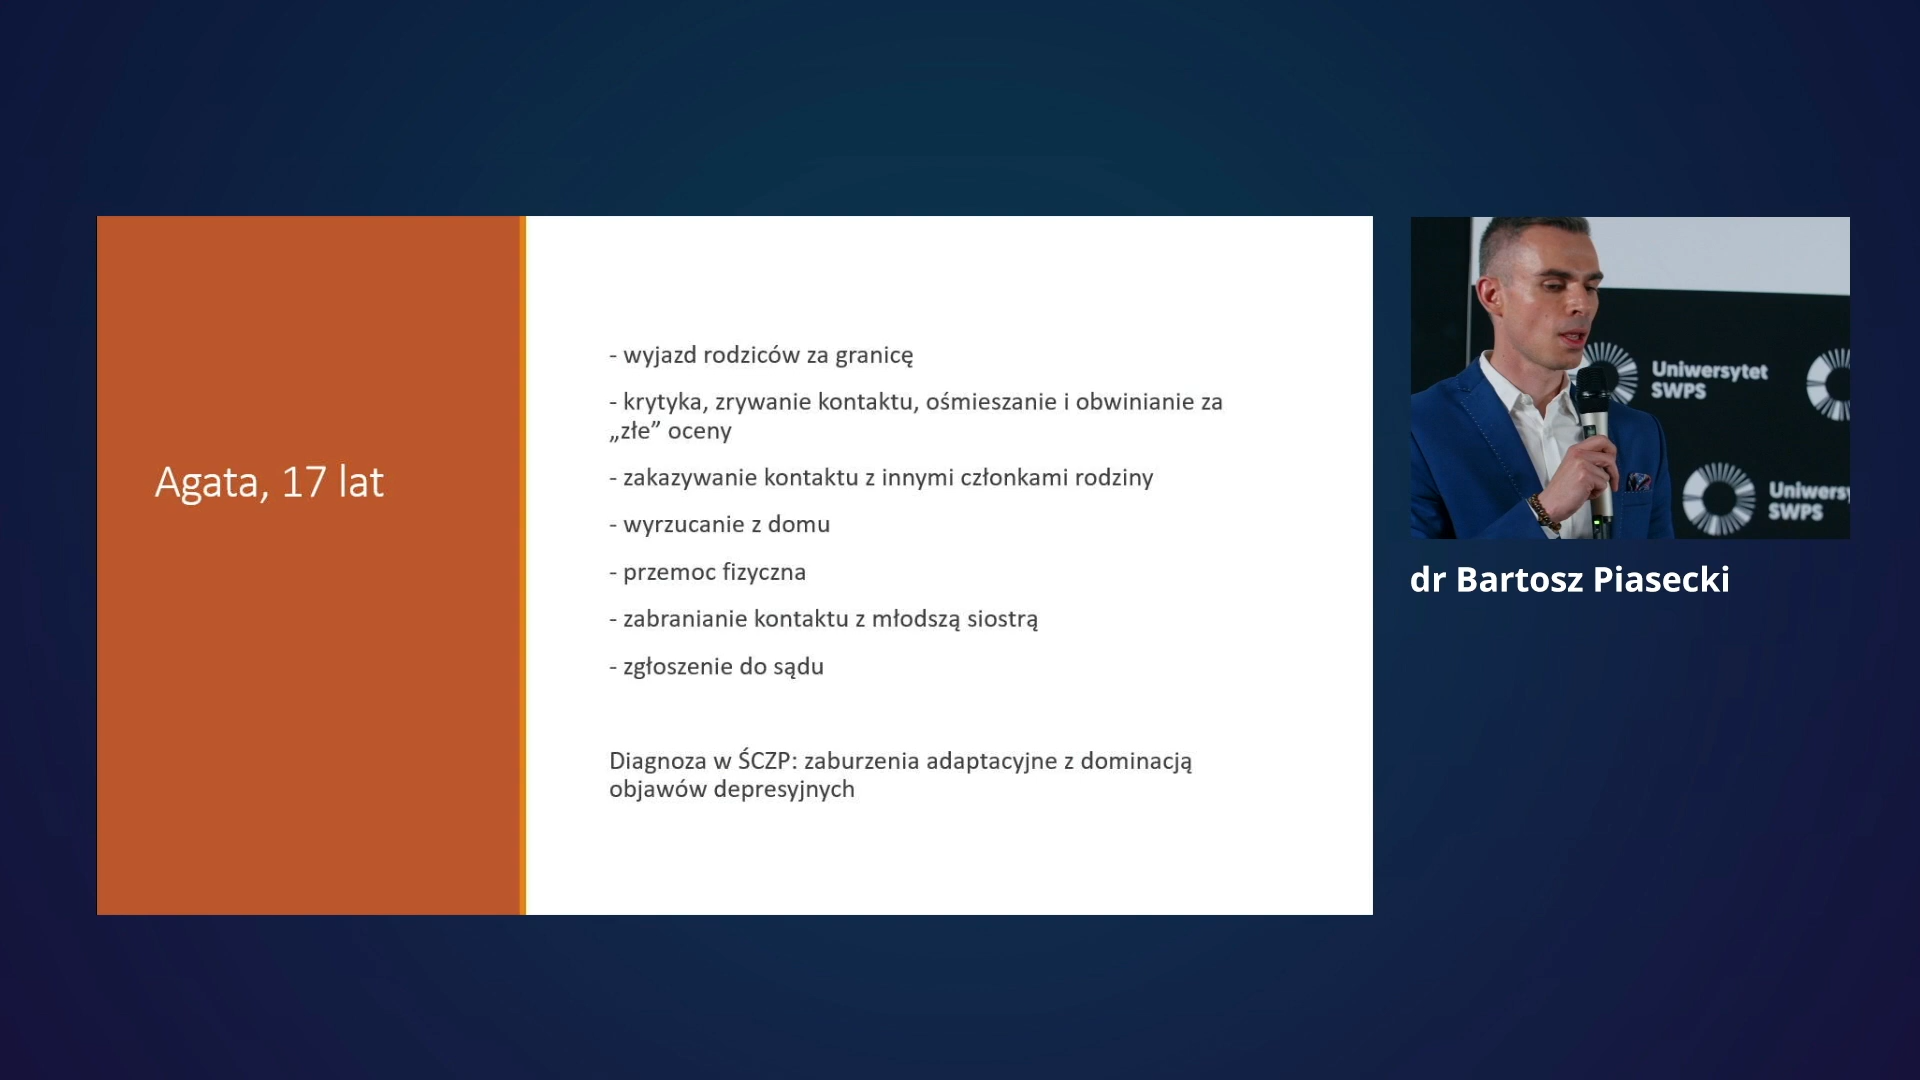 Agata, 17 lat
- wyjazd rodziców za granicę
- krytyka, zrywanie kontaktu, ośmieszanie i obwinianie za
„złe” oceny
- zakazywanie kontaktu z innymi członkami rodziny
- wyrzucanie z domu
- przemoc fizyczna
- zabranianie kontaktu z młodszą siostrą
- zgłoszenie do sądu
Diagnoza w ŚCZP: zaburzenia adaptacyjne z dominacją
objawów depresyjnych
Uniwersytet
SWPS
Uniwersy
SWPS
dr Bartosz Piasecki